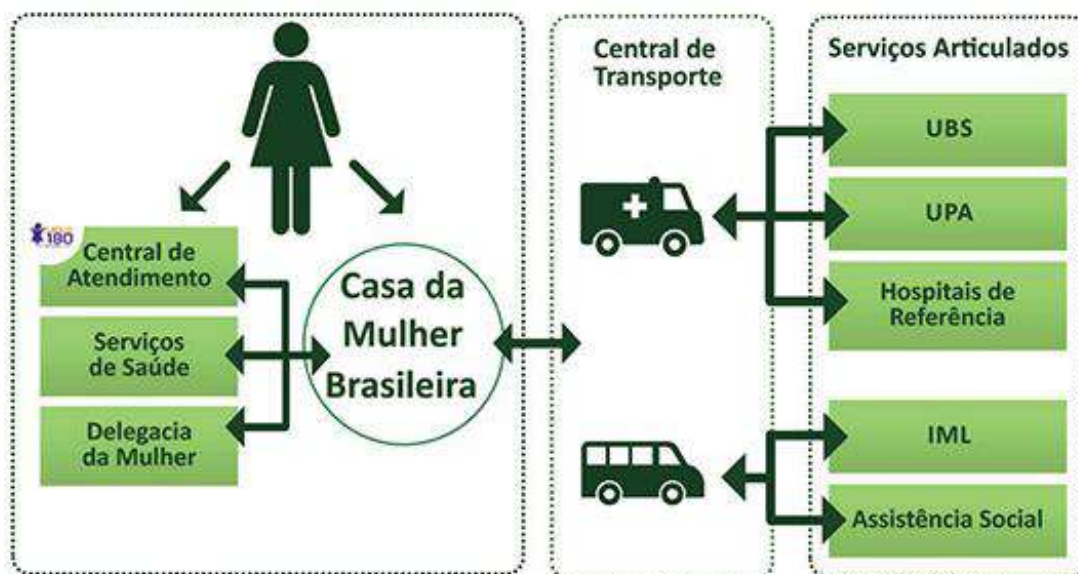 180
Central de
Atendimento
Serviços
de Saúde
Delegacia
da Mulher
Casa da
Mulher
Brasileira
Central de
Transporte
Serviços Articulados
UBS
UPA
Hospitais de
Referência
IML
Assistência Social